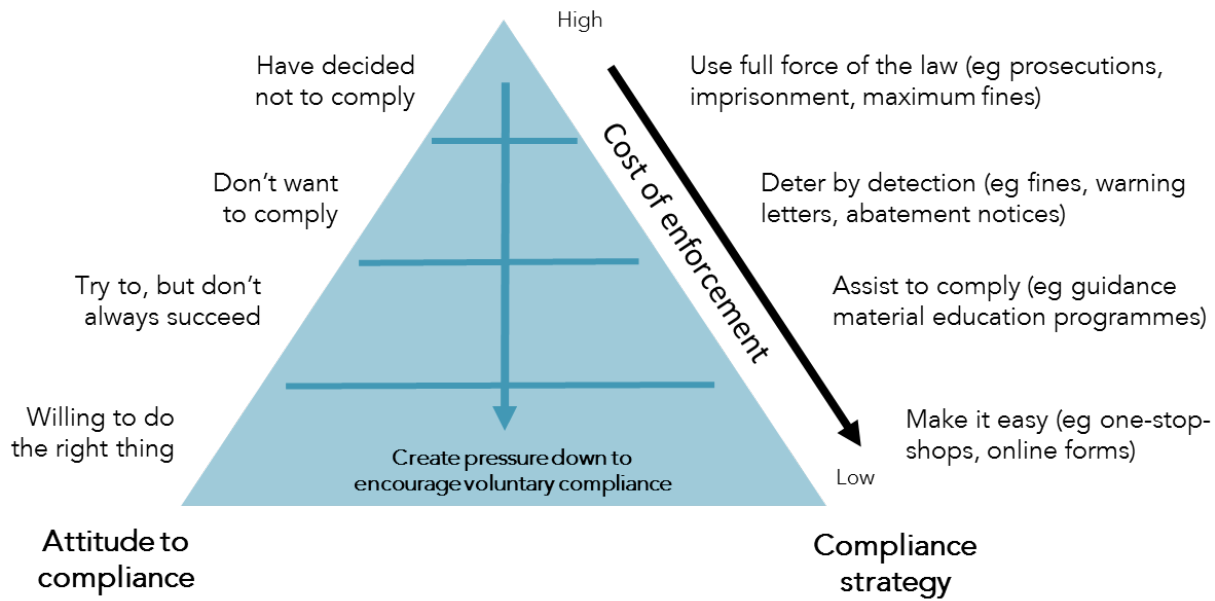 High
Have decided
not to comply
Use full force of the law (eg prosecutions,
imprisonment, maximum fines)
Cost of enforcement
Don't want
to comply
Deter by detection (eg fines, warning
letters, abatement notices)
Try to, but don't
always succeed
Assist to comply (eg guidance
material education programmes)
Willing to do
the right thing
Make it easy (eg one-stop-
shops, online forms)
Create pressure down to
encourage voluntary compliance
Low
Attitude to
compliance
Compliance
strategy